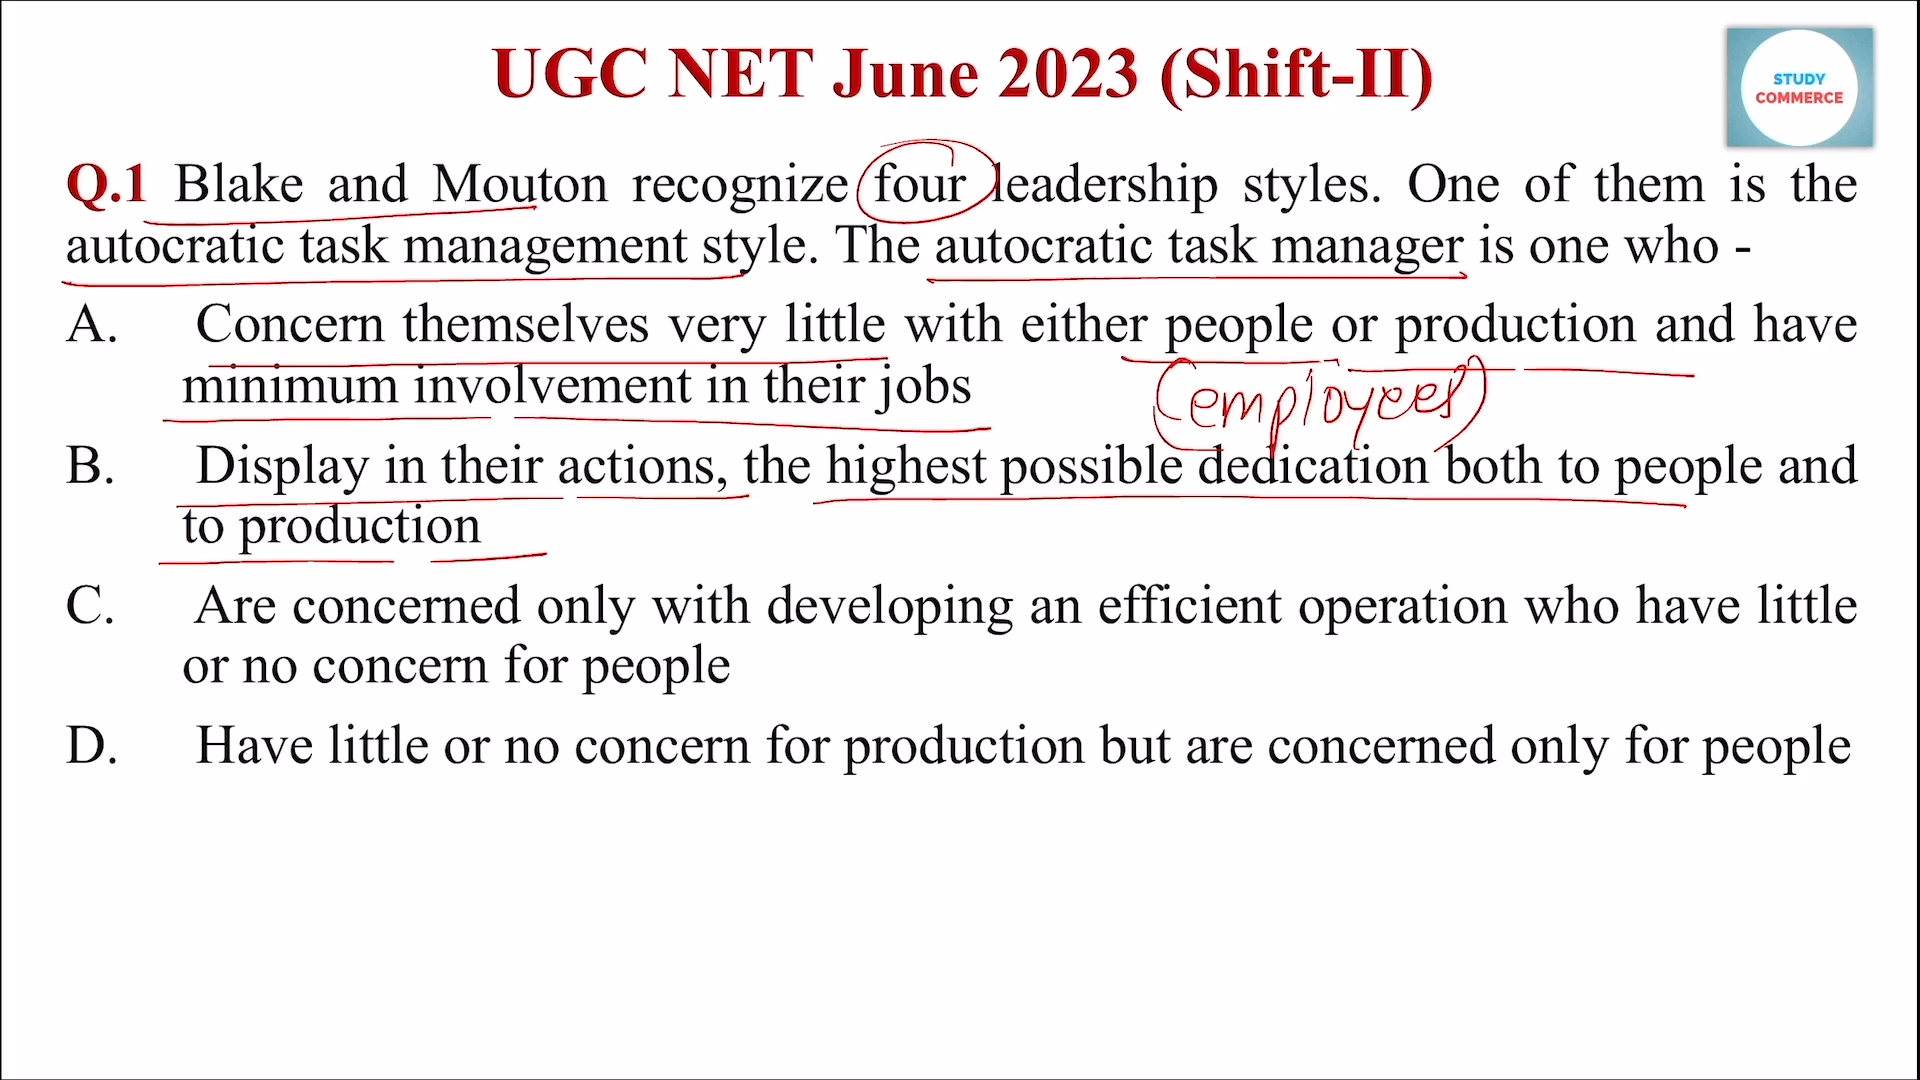 UGC NET June 2023 (Shift-II)
STUDY
COMMERCE
Q.1 Blake and Mouton recognize four leadership styles. One of them is the
autocratic task management style. The autocratic task manager is one who -
A. Concern themselves very little with either people or production and have
minimum involvement in their jobs
(employees)
B. Display in their actions, the highest possible dedication both to people and
to production
C. Are concerned only with developing an efficient operation who have little
or no concern for people
D. Have little or no concern for production but are concerned only for people